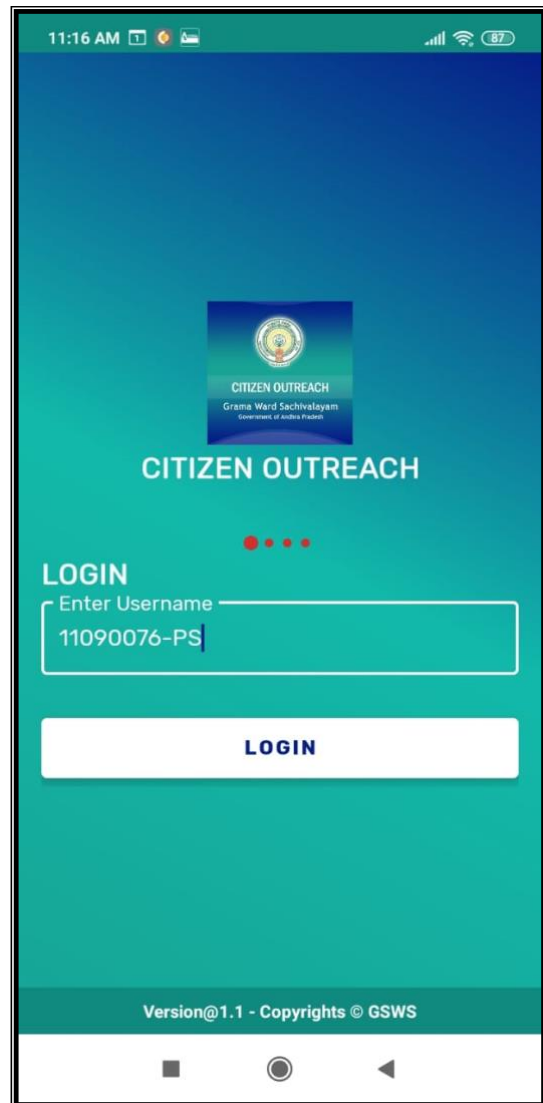 11:16 AM
87
CITIZEN OUTREACH
Grama Ward Sachivalayam
Government of Andhra Pradesh
CITIZEN OUTREACH
LOGIN
Enter Username
11090076-PS
LOGIN
Version@1.1 - Copyrights © GSWS